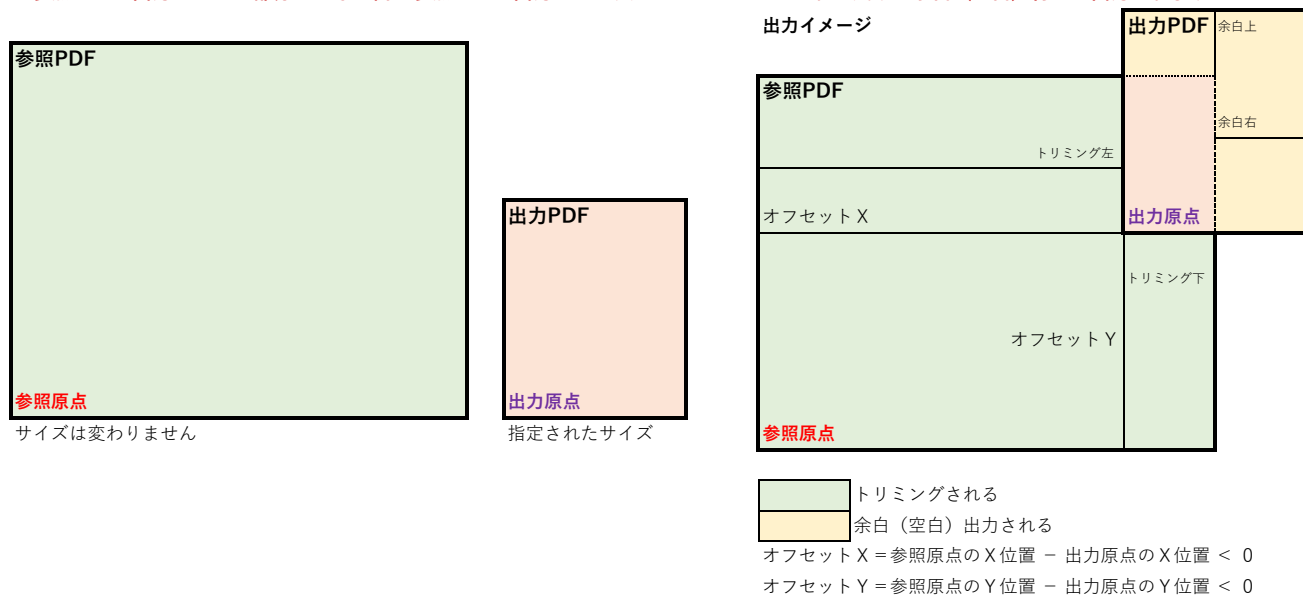 参照PDF
参照原点
サイズは変わりません
出力PDF
出力原点
指定されたサイズ
出力イメージ
出力PDF
余白上
参照PDF
余白右
トリミング左
オフセットX
出力原点
トリミング下
オフセットY
参照原点
トリミングされる
余白（空白）出力される
オフセットX＝参照原点のX位置 － 出力原点のX位置 ＜ 0
オフセットY＝参照原点のY位置 － 出力原点のY位置 ＜ 0